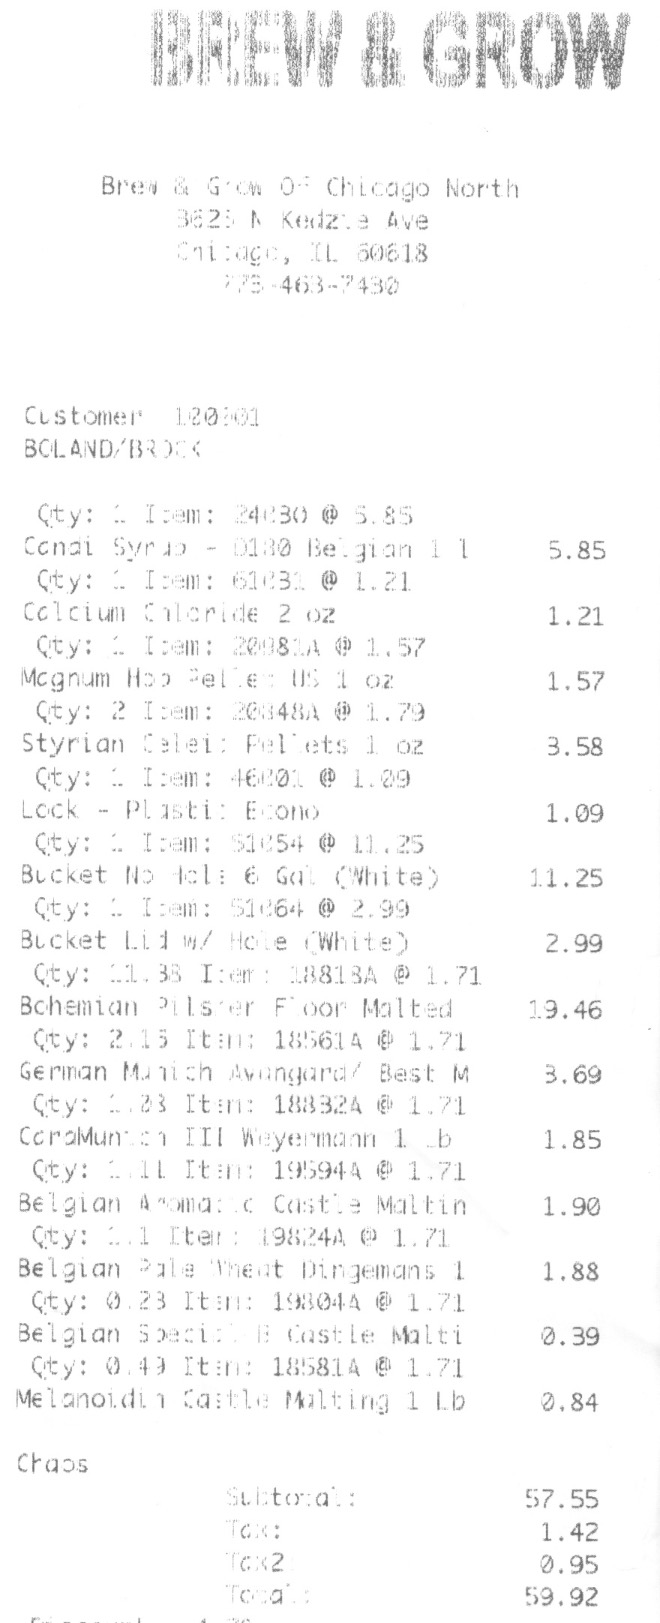 BREW & GROW
Brew & Grow Of Chicago North
3625 N Kedzie Ave
Chicago, IL 60618
773-463-7430
Customer
BOLAND/BROCK
Qty: 1 Item: 24030 @ 5.85
Candi Syrup - D180 Belgian 1 l 5.85
Qty: 1 Item: 61031 @ 1.21
Calcium Chloride 2 oz 1.21
Qty: 1 Item: 20981A @ 1.57
Magnum Hop Pellet US 1 oz 1.57
Qty: 2 Item: 20848A @ 1.79
Styrian Celeic Pellets 1 oz 3.58
Qty: 1 Item: 46001 @ 1.09
Lock - Plastic Econo 1.09
Qty: 1 Item: 51054 @ 11.25
Bucket No Hole 6 Gal (White) 11.25
Qty: 1 Item: 51064 @ 2.99
Bucket Lid w/ Hole (White) 2.99
Qty: 11.38 Item: 18818A @ 1.71
Bohemian Pilsner Floor Malted 19.46
Qty: 2.16 Item: 18561A @ 1.71
German Munich Avangard/ Best M 3.69
Qty: 1.08 Item: 18832A @ 1.71
CaraMunich III Weyermann 1 Lb 1.85
Qty: 1.11 Item: 19594A @ 1.71
Belgian Aromatic Castle Maltin 1.90
Qty: 1.1 Item: 19824A @ 1.71
Belgian Pale Wheat Dingemans 1 1.88
Qty: 0.23 Item: 19804A @ 1.71
Belgian Special B Castle Malti 0.39
Qty: 0.49 Item: 18581A @ 1.71
Melanoidin Castle Malting 1 Lb 0.84
Chaos
Subtotal: 57.55
Tax: 1.42
Tax2 0.95
Total: 59.92